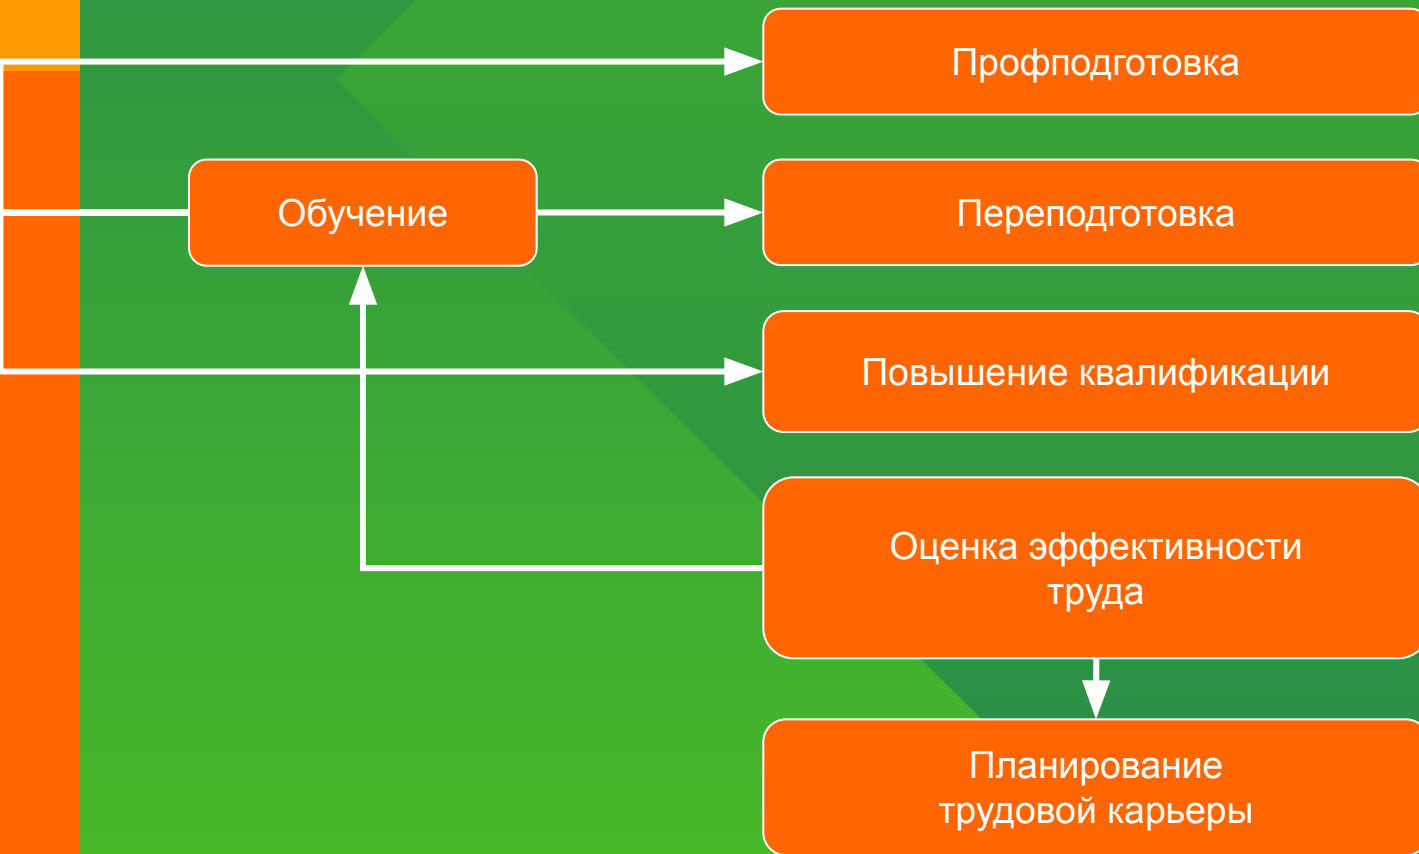 Профподготовка
Обучение
Переподготовка
Повышение квалификации
Оценка эффективности
труда
Планирование
трудовой карьеры